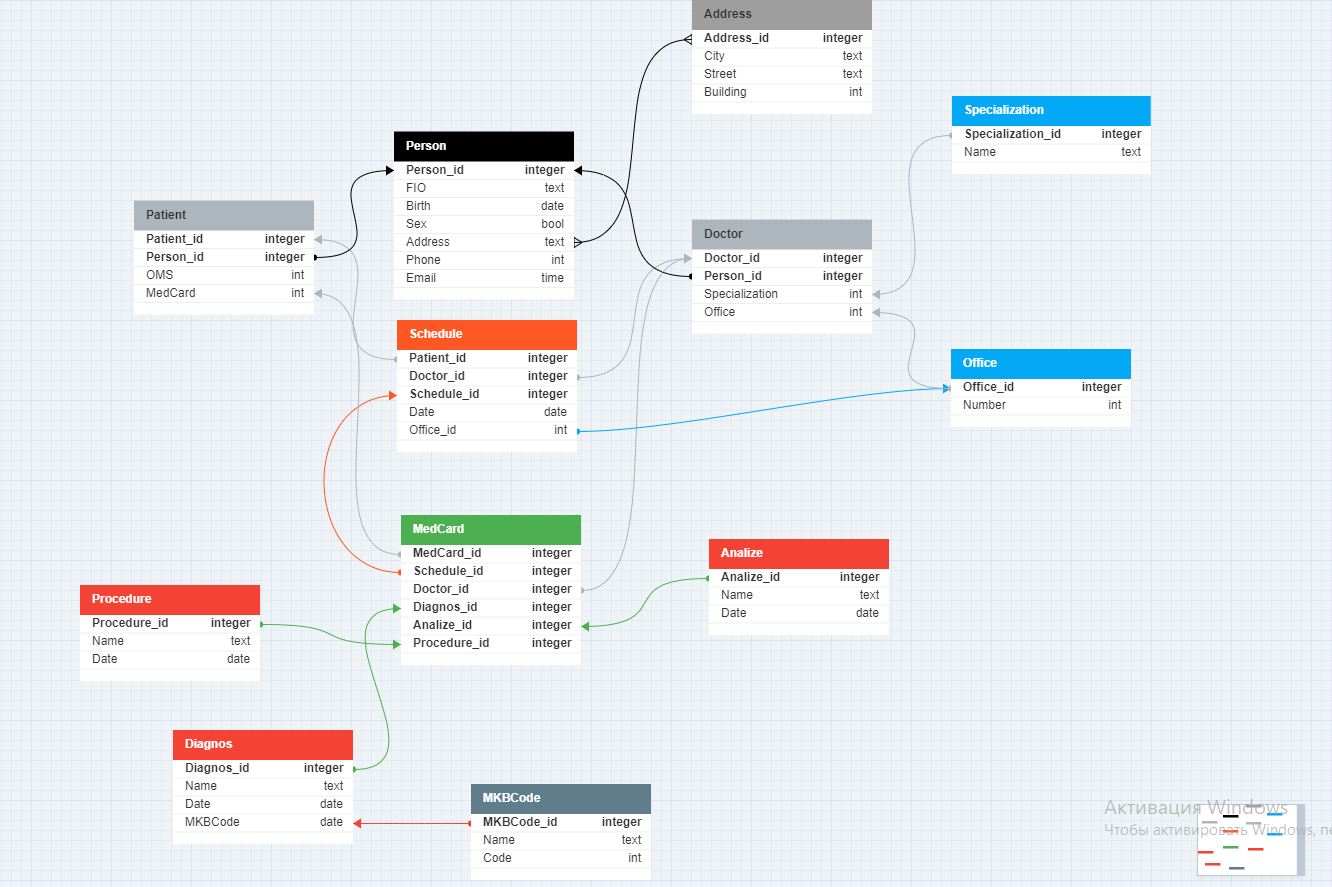 Address
Address_id integer
City text
Street text
Building int
Specialization
Specialization_id integer
Name text
Person
Person_id integer
FIO text
Birth date
Sex bool
Address text
Phone int
Email time
Patient
Patient_id integer
Person_id integer
OMS int
MedCard int
Doctor
Doctor_id integer
Person_id integer
Specialization int
Office int
Schedule
Patient_id integer
Doctor_id integer
Schedule_id integer
Date date
Office_id int
Office
Office_id integer
Number int
MedCard
MedCard_id integer
Schedule_id integer
Doctor_id integer
Diagnos_id integer
Analize_id integer
Procedure_id integer
Analize
Analize_id integer
Name text
Date date
Procedure
Procedure_id integer
Name text
Date date
Diagnos
Diagnos_id integer
Name text
Date date
MKBCode date
MKBCode
MKBCode_id integer
Name text
Code int
Активация Windows
Чтобы активировать Windows,